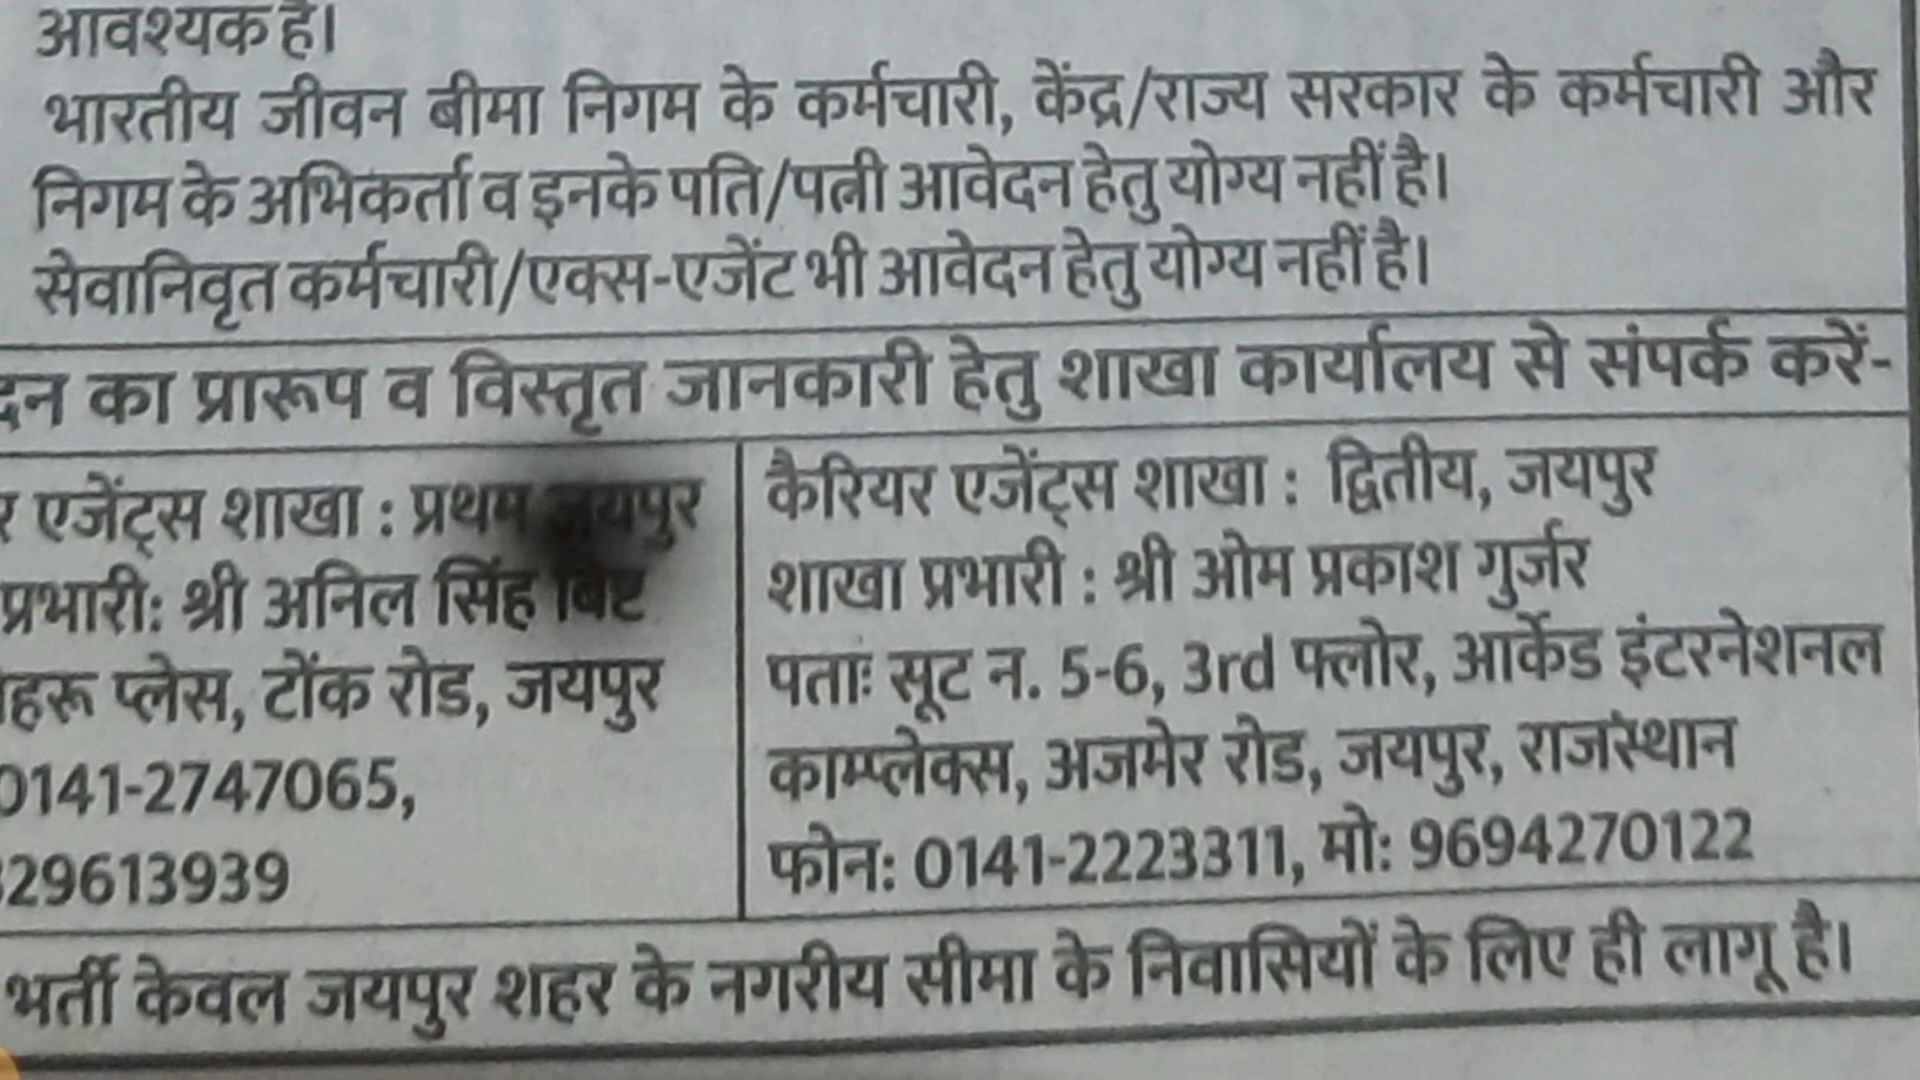 आवश्यक है।
भारतीय जीवन बीमा निगम के कर्मचारी, केंद्र/राज्य सरकार के कर्मचारी और
निगम के अभिकर्ता व इनके पति/पत्नी आवेदन हेतु योग्य नहीं है।
सेवानिवृत कर्मचारी/एक्स-एजेंट भी आवेदन हेतु योग्य नहीं है।
का प्रारूप व विस्तृत जानकारी हेतु शाखा कार्यालय से संपर्क करें-
एजेंट्स शाखा : प्रथम जयपुर
प्रभारी: श्री अनिल सिंह बिष्ट
प्लेस, टोंक रोड, जयपुर
0141-2747065,
29613939
कैरियर एजेंट्स शाखा : द्वितीय, जयपुर
शाखा प्रभारी : श्री ओम प्रकाश गुर्जर
पताः सूट न. 5-6, 3rd फ्लोर, आर्केड इंटरनेशनल
काम्प्लेक्स, अजमेर रोड, जयपुर, राजस्थान
फोन: 0141-2223311, मो: 9694270122
भर्ती केवल जयपुर शहर के नगरीय सीमा के निवासियों के लिए ही लागू है।